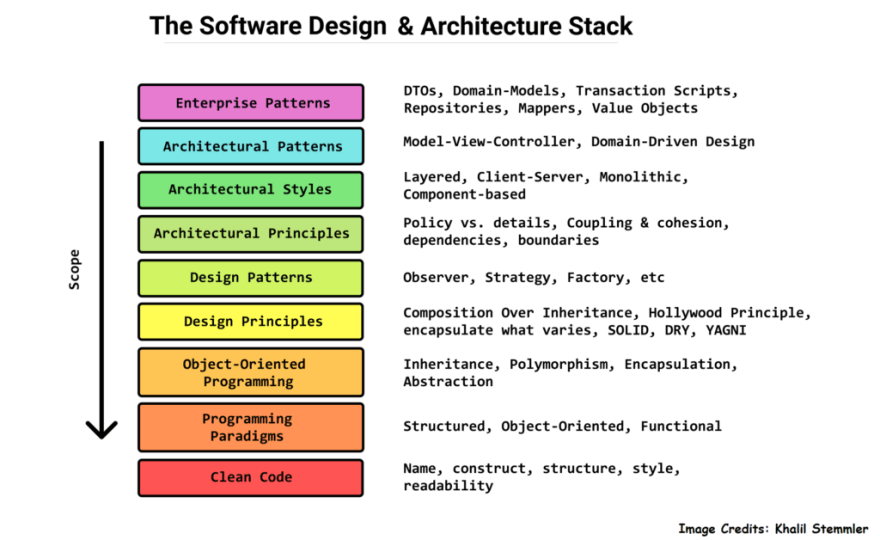 The Software Design & Architecture Stack
Enterprise Patterns
DTOs, Domain-Models, Transaction Scripts,
Repositories, Mappers, Value Objects
Architectural Patterns
Model-View-Controller, Domain-Driven Design
Architectural Styles
Layered, Client-Server, Monolithic,
Component-based
Architectural Principles
Policy vs. details, Coupling & cohesion,
dependencies, boundaries
Scope
Design Patterns
Observer, Strategy, Factory, etc
Design Principles
Composition Over Inheritance, Hollywood Principle,
encapsulate what varies, SOLID, DRY, YAGNI
Object-Oriented
Programming
Inheritance, Polymorphism, Encapsulation,
Abstraction
Programming
Paradigms
Structured, Object-Oriented, Functional
Clean Code
Name, construct, structure, style,
readability
Image Credits: Khalil Stemmler